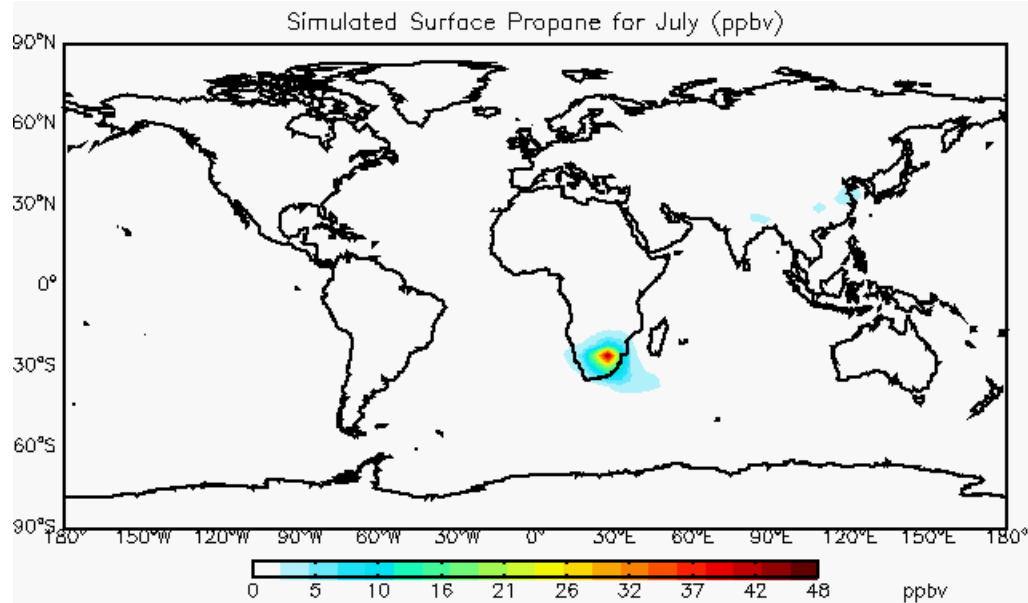 Simulated Surface Propane for July (ppbv)
90°N
60°N
30°N
0°
30°S
60°S
90°S
180°W 150°W 120°W 90°W 60°W 30°W 0° 30°E 60°E 90°E 120°E 150°E 180°
0 5 10 16 21 26 32 37 42 48 ppbv